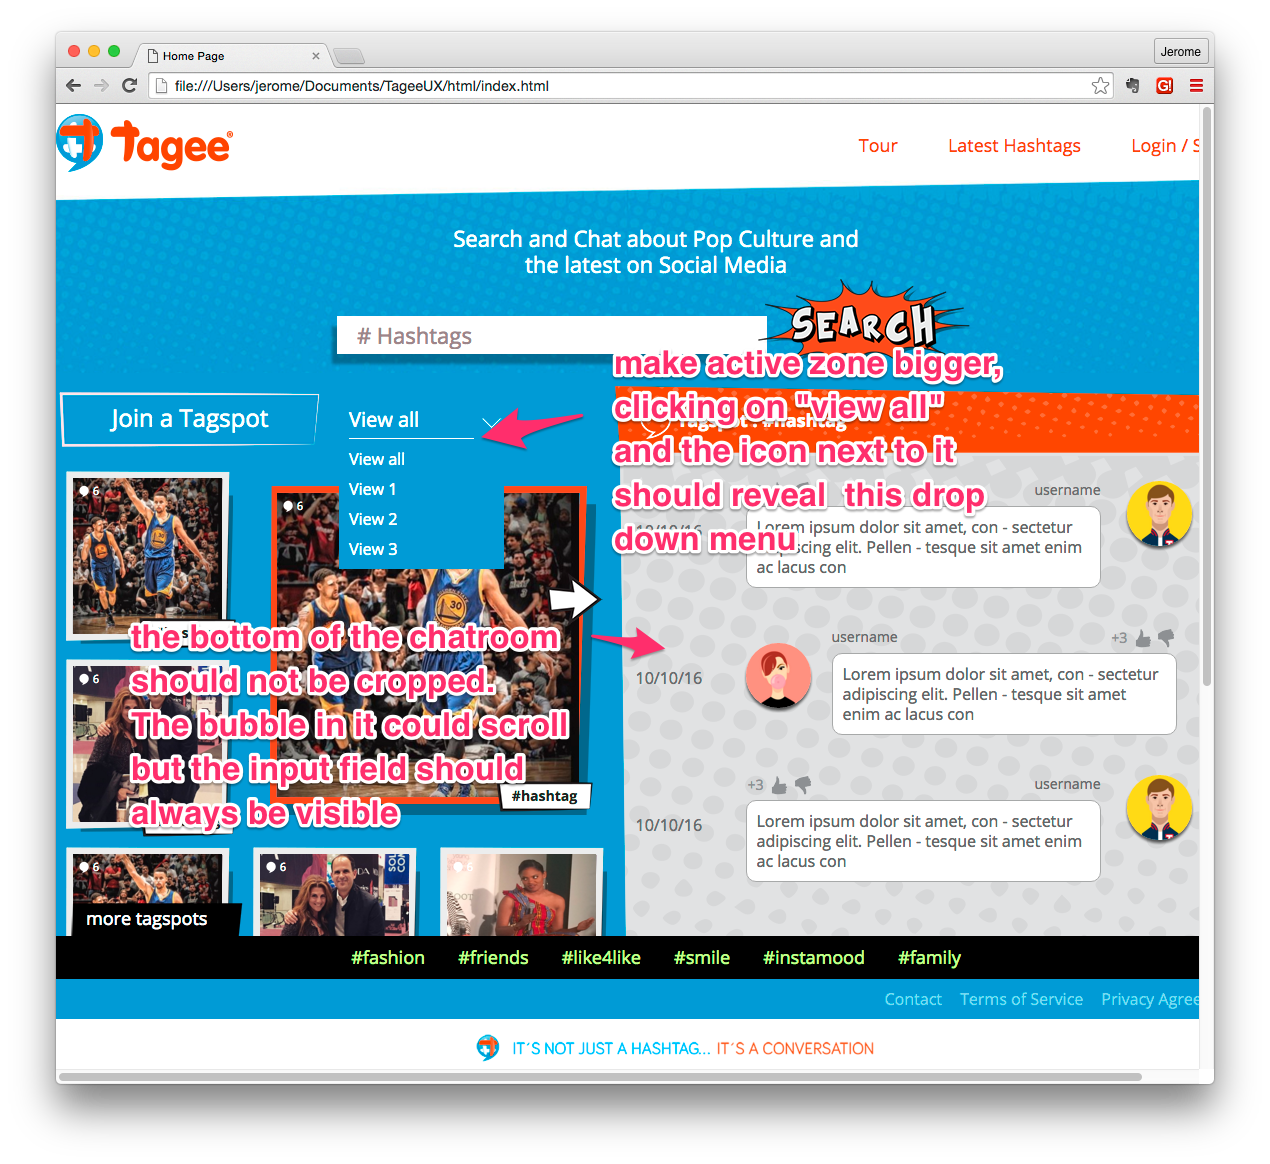 Home Page
Jerome
file:///Users/jerome/Documents/TageeUX/html/index.html
G!
Tagee®
Tour
Latest Hashtags
Login / S
Search and Chat about Pop Culture and
the latest on Social Media
# Hashtags
SEARCH
make active zone bigger,
clicking on "view all"
and the icon next to it
should reveal this drop
down menu
Join a Tagspot
View all
Tagspot : #hashtag
View all
View 1
View 2
View 3
6
6
username
Lorem ipsum dolor sit amet, con - sectetur
adipiscing elit. Pellen - tesque sit amet enim
ac lacus con
the bottom of the chatroom
should not be cropped.
The bubble in it could scroll
but the input field should
always be visible
6
#hashtag
username
+3
10/10/16
Lorem ipsum dolor sit amet, con - sectetur
adipiscing elit. Pellen - tesque sit amet
enim ac lacus con
+3
username
10/10/16
Lorem ipsum dolor sit amet, con - sectetur
adipiscing elit. Pellen - tesque sit amet enim
ac lacus con
6
6
more tagspots
#fashion
#friends
#like4like
#smile
#instamood
#family
Contact
Terms of Service
Privacy Agree
IT´S NOT JUST A HASHTAG... IT´S A CONVERSATION